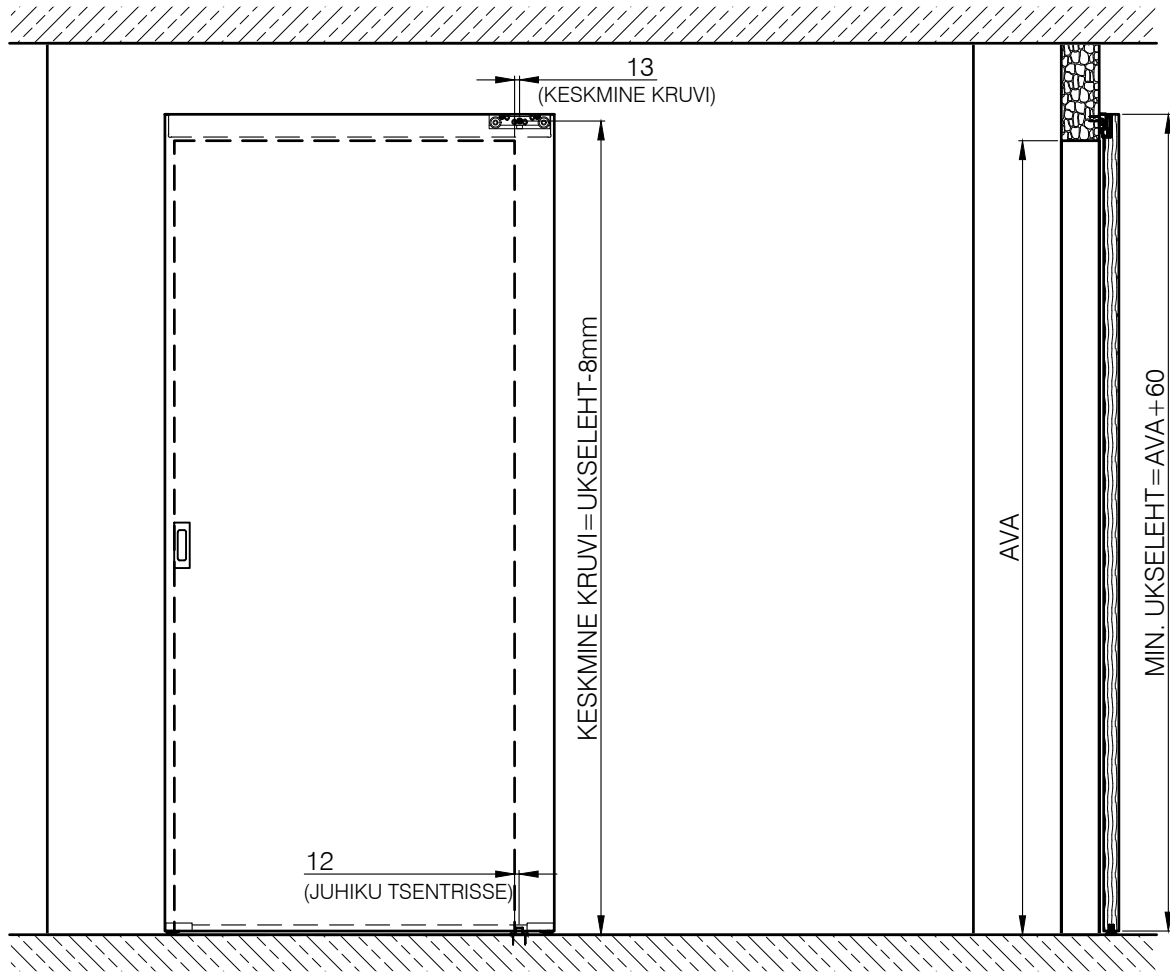 13
(KESKMINE KRUVI)
KESKMINE KRUVI=UKSELEHT-8mm
AVA
MIN. UKSELEHT=AVA+60
12
(JUHIKU TSENTRISSE)